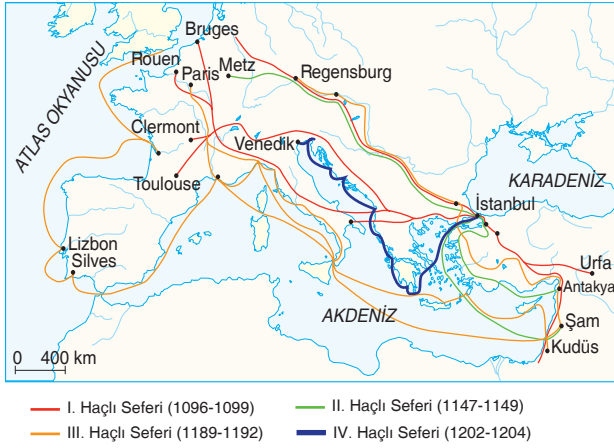 Bruges
Rouen
Paris
Metz
Regensburg
ATLAS OKYANUSU
Clermont
Venedik
Toulouse
KARADENİZ
İstanbul
Lizbon
Silves
Urfa
Antakya
AKDENİZ
Şam
Kudüs
0 400 km
I. Haçlı Seferi (1096-1099)
II. Haçlı Seferi (1147-1149)
III. Haçlı Seferi (1189-1192)
IV. Haçlı Seferi (1202-1204)